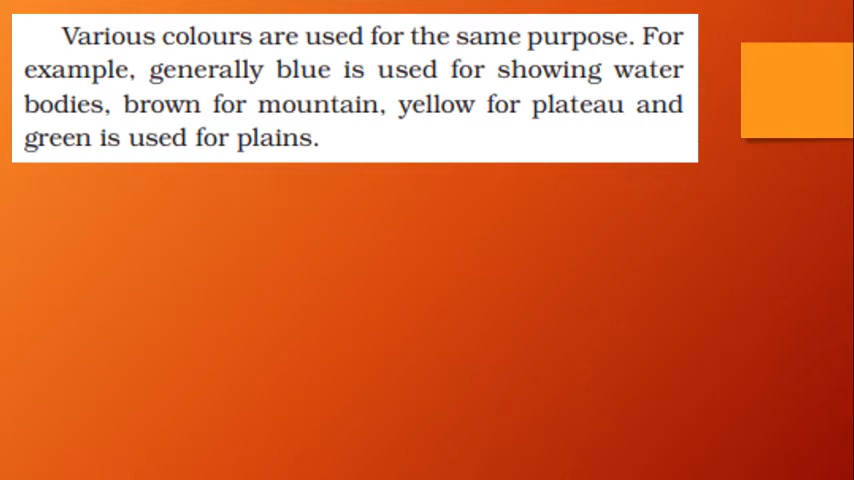 Various colours are used for the same purpose. For
example, generally blue is used for showing water
bodies, brown for mountain, yellow for plateau and
green is used for plains.